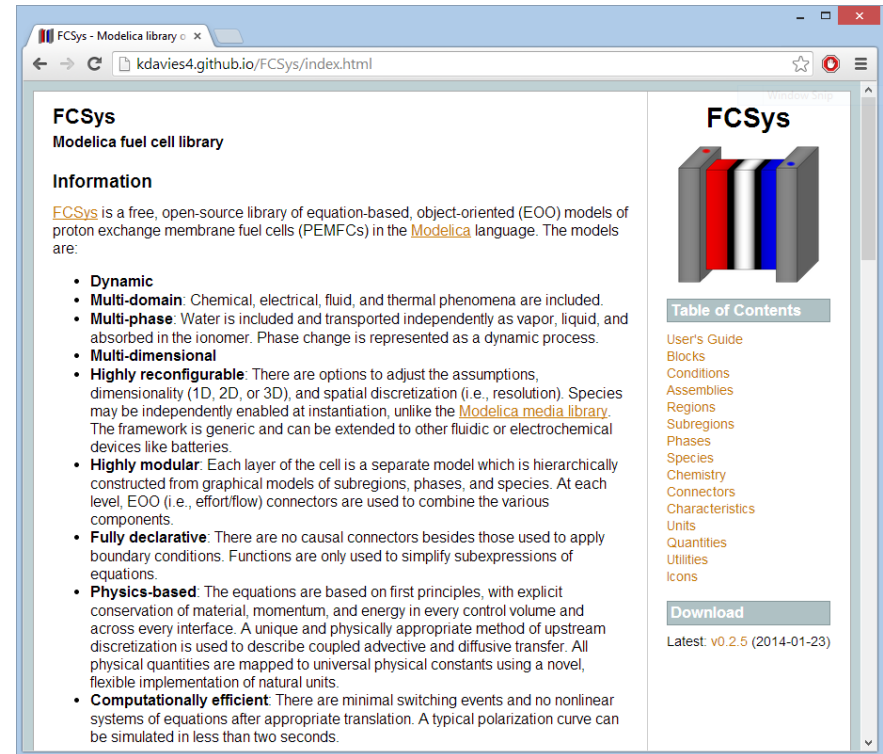 FCSys - Modelica library o
kdavies4.github.io/FCSys/index.html
Window Snip
FCSys
Modelica fuel cell library
Information
FCSys is a free, open-source library of equation-based, object-oriented (EOO) models of
proton exchange membrane fuel cells (PEMFCs) in the Modelica language. The models
are:
• Dynamic
• Multi-domain: Chemical, electrical, fluid, and thermal phenomena are included.
• Multi-phase: Water is included and transported independently as vapor, liquid, and
absorbed in the ionomer. Phase change is represented as a dynamic process.
• Multi-dimensional
• Highly reconfigurable: There are options to adjust the assumptions,
dimensionality (1D, 2D, or 3D), and spatial discretization (i.e., resolution). Species
may be independently enabled at instantiation, unlike the Modelica media library.
The framework is generic and can be extended to other fluidic or electrochemical
devices like batteries.
• Highly modular: Each layer of the cell is a separate model which is hierarchically
constructed from graphical models of subregions, phases, and species. At each
level, EOO (i.e., effort/flow) connectors are used to combine the various
components.
• Fully declarative: There are no causal connectors besides those used to apply
boundary conditions. Functions are only used to simplify subexpressions of
equations.
• Physics-based: The equations are based on first principles, with explicit
conservation of material, momentum, and energy in every control volume and
across every interface. A unique and physically appropriate method of upstream
discretization is used to describe coupled advective and diffusive transfer. All
physical quantities are mapped to universal physical constants using a novel,
flexible implementation of natural units.
• Computationally efficient: There are minimal switching events and no nonlinear
systems of equations after appropriate translation. A typical polarization curve can
be simulated in less than two seconds.
FCSys
Table of Contents
User's Guide
Blocks
Conditions
Assemblies
Regions
Subregions
Phases
Species
Chemistry
Connectors
Characteristics
Units
Quantities
Utilities
Icons
Download
Latest: v0.2.5 (2014-01-23)